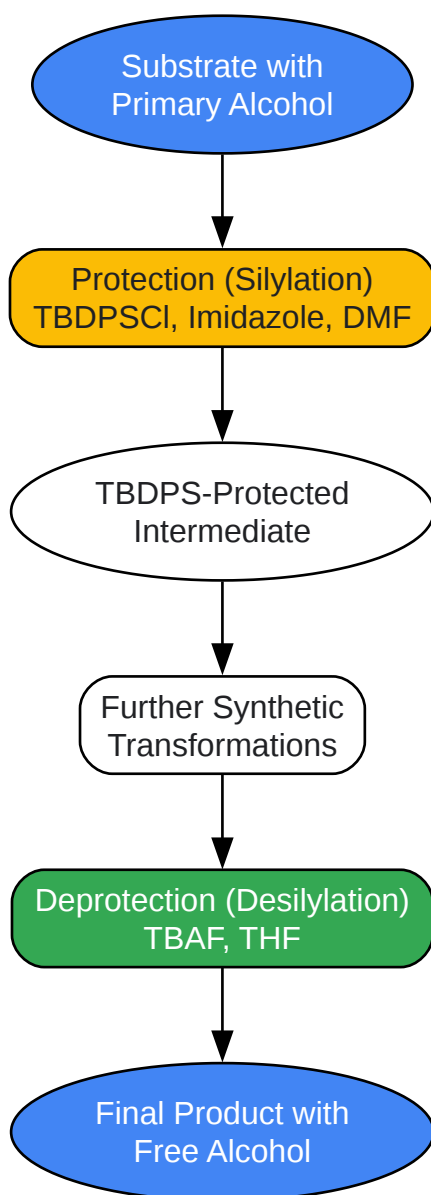 Substrate with
Primary Alcohol
Protection (Silylation)
TBDPSCl, Imidazole, DMF
TBDPS-Protected
Intermediate
Further Synthetic
Transformations
Deprotection (Desilylation)
TBAF, THF
Final Product with
Free Alcohol